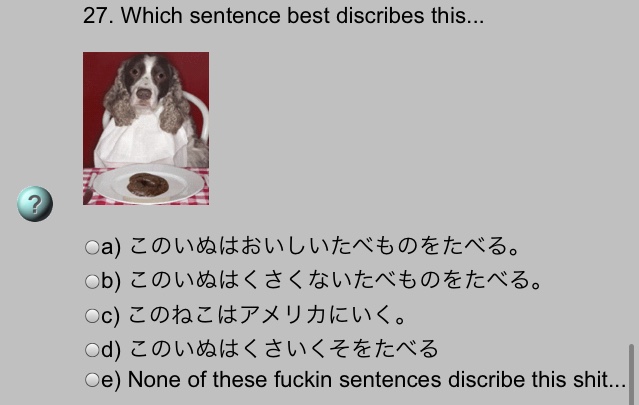 27. Which sentence best discribes this...
?
a) このいぬはおいしいたべものをたべる。
b) このいぬはくさくないたべものをたべる。
c) このねこはアメリカにいく。
d) このいぬはくさいくそをたべる
e) None of these fuckin sentences discribe this shit...